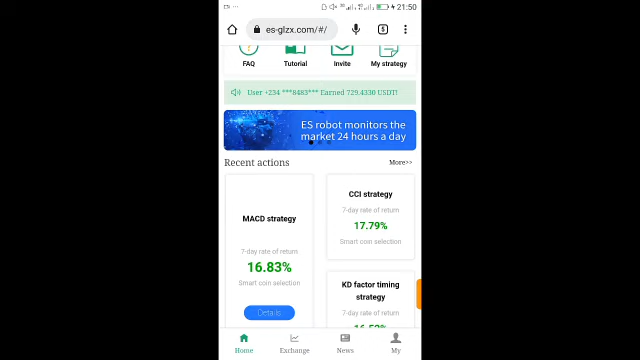 21:50
es-glzx.com/#/
5
FAQ
Tutorial
Invite
My strategy
User +234 ***8483*** Earned 729.4330 USDT!
ES robot monitors the
market 24 hours a day
Recent actions
More>>
MACD strategy
7-day rate of return
16.83%
Smart coin selection
Details
CCI strategy
7-day rate of return
17.79%
Smart coin selection
KD factor timing
strategy
7-day rate of return
Home
Exchange
News
My